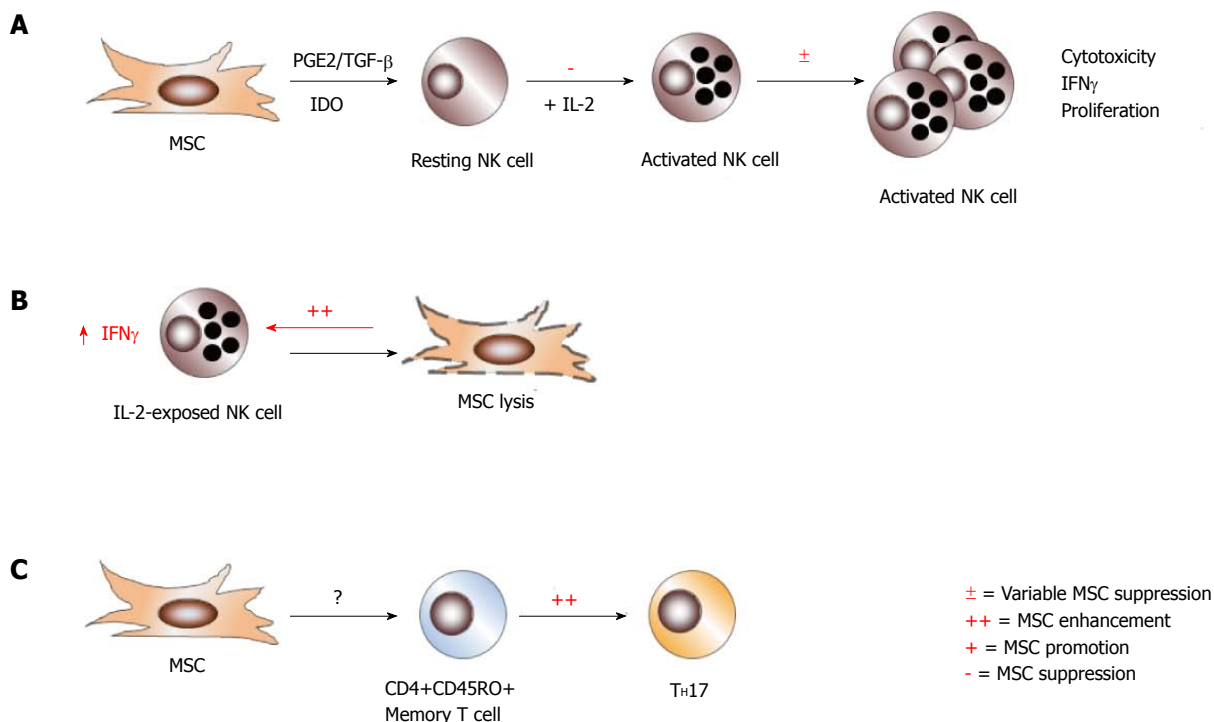 A
MSC
PGE2/TGF-β
IDO
Resting NK cell
-
+ IL-2
Activated NK cell
±
Activated NK cell
Cytotoxicity
IFNγ
Proliferation
B
IFNγ
IL-2-exposed NK cell
++
MSC lysis
C
MSC
?
CD4+CD45RO+
Memory T cell
++
TH17
± = Variable MSC suppression
++ = MSC enhancement
+ = MSC promotion
- = MSC suppression